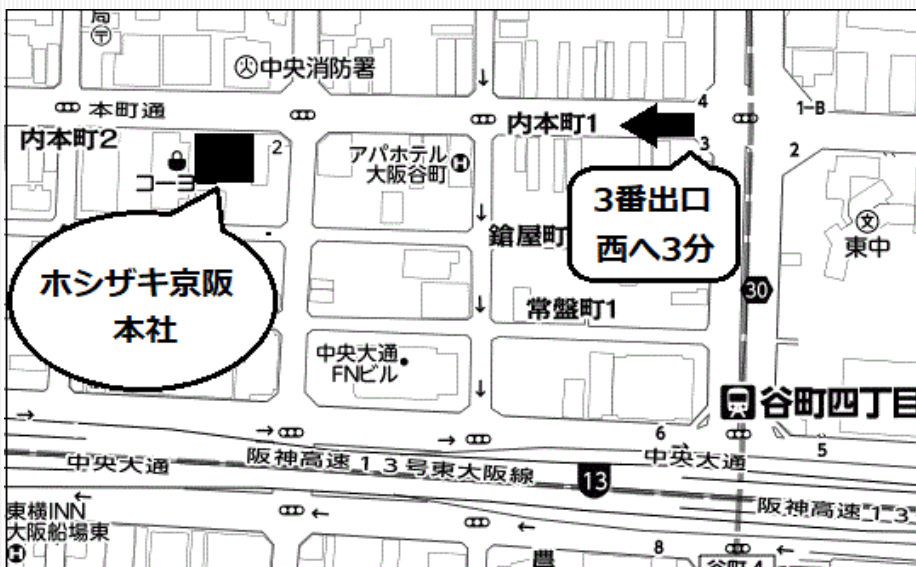 局
中央消防署
本町通
内本町2
内本町1
4
1-B
3
2
2
アパホテル
大阪谷町
コーヨ
3番出口
西へ3分
東中
鎗屋町
ホシザキ京阪
本社
30
常盤町1
中央大通
FNビル
谷町四丁目
6
5
中央大通
阪神高速13号東大阪線
中央大通
13
阪神高速13
東横INN
大阪船場東
農
8
谷町4